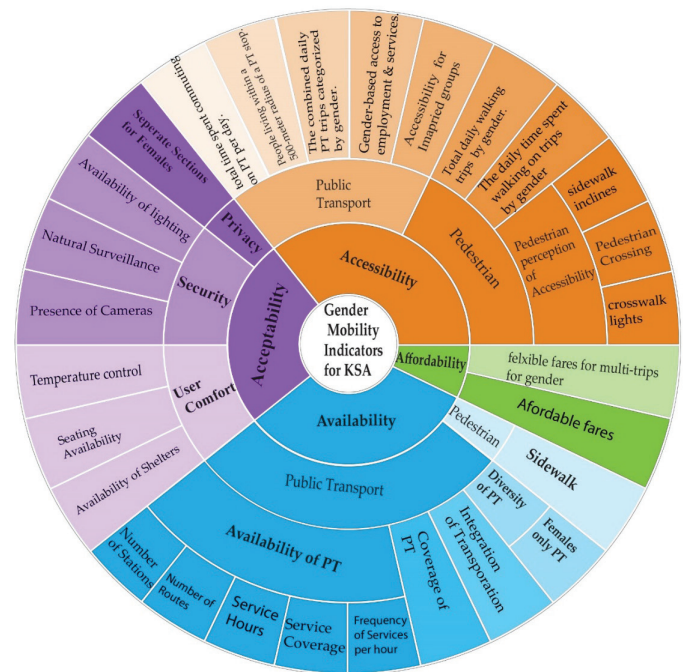 Gender
Mobility
Indicators
for KSA
Accessibility
Public
Transport
total time spent commuting
on PT per day.
People living within a
500-meter radius of a PT stop.
The combined daily
PT trips categorized
by gender.
Gender-based access to
employment & services.
Accessibility for
Imapried groups
Pedestrian
Total daily walking
trips by gender.
The daily time spent
walking on trips
by gender
Pedestrian
perception
of
Accessibility
sidewalk
inclines
Pedestrian
Crossing
crosswalk
lights
Affordability
felxible fares for multi-trips
for gender
Afordable fares
Availability
Pedestrian
Sidewalk
Public Transport
Diversity
of PT
Females
only PT
Integration
of Transporation
Coverage of
PT
Availability of PT
Frequency
of Services
per hour
Service
Coverage
Service
Hours
Number of
Routes
Number
of Stations
Acceptability
User
Comfort
Availability of Shelters
Seating
Availability
Temperature control
Security
Presence of Cameras
Natural Surveillance
Availability of lighting
Privacy
Seperate Sections
for Females